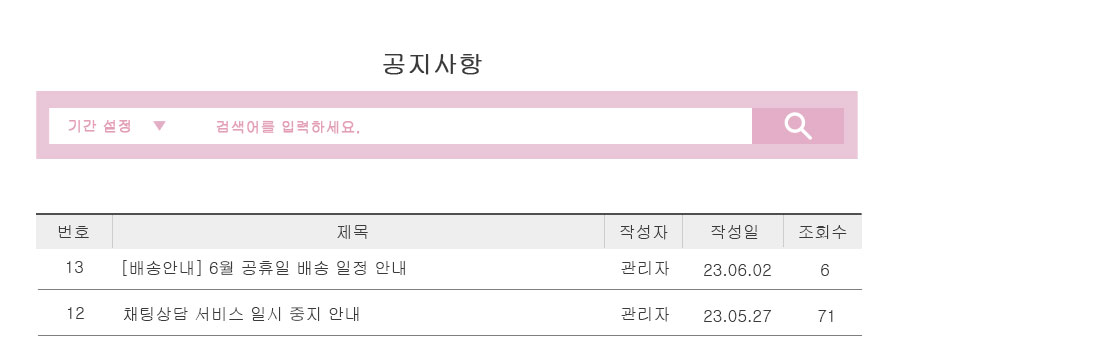 공지사항
기간 설정 ▼ 검색어를 입력하세요.
번호 제목 작성자 작성일 조회수
13 [배송안내] 6월 공휴일 배송 일정 안내 관리자 23.06.02 6
12 채팅상담 서비스 일시 중지 안내 관리자 23.05.27 71